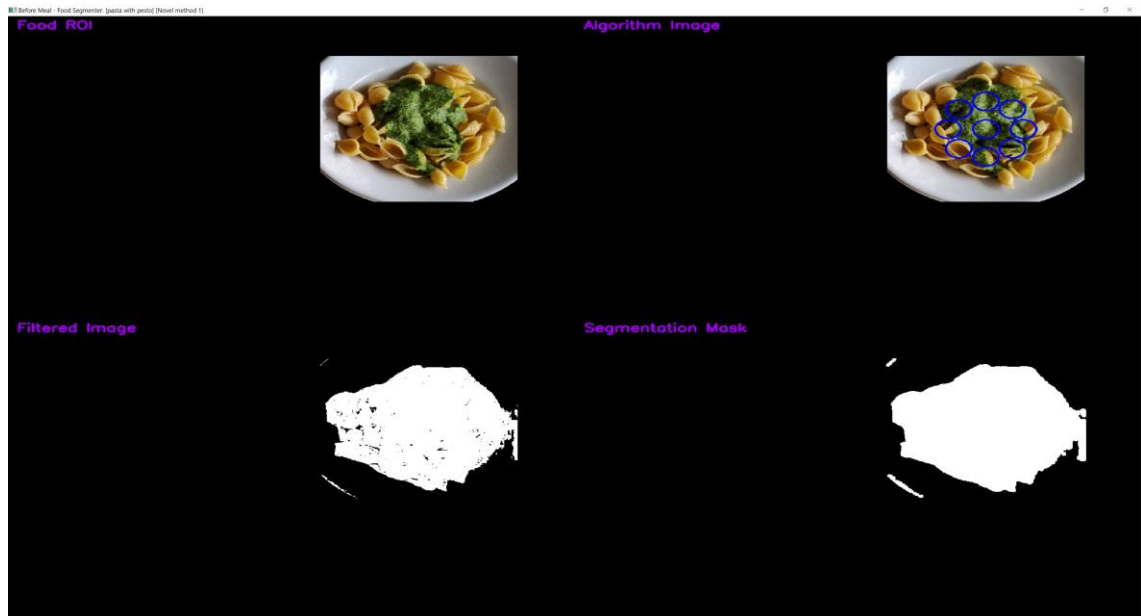 Before Meal - Food Segmenter: [pasta with pesto] [Novel method 1]
Food ROI
Algorithm Image
Filtered Image
Segmentation Mask